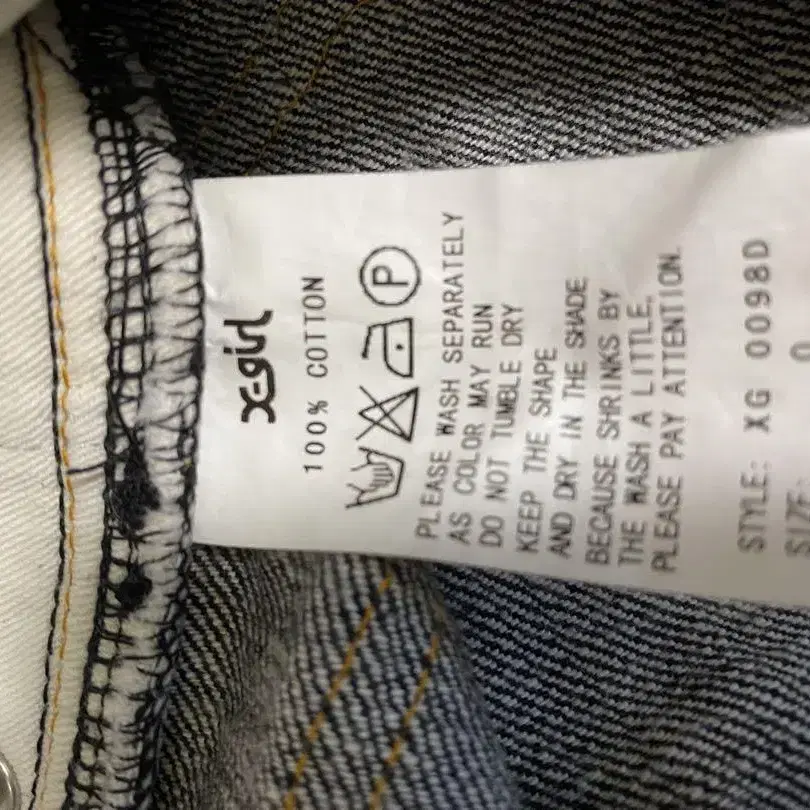 X-girl
100% COTTON
P
PLEASE WASH SEPARATELY
AS COLOR MAY RUN
DO NOT TUMBLE DRY
KEEP THE SHAPE
AND DRY IN THE SHADE
BECAUSE SHRINKS BY
THE WASH A LITTLE.
PLEASE PAY ATTENTION.
STYLE: XG 0098D
SIZE: